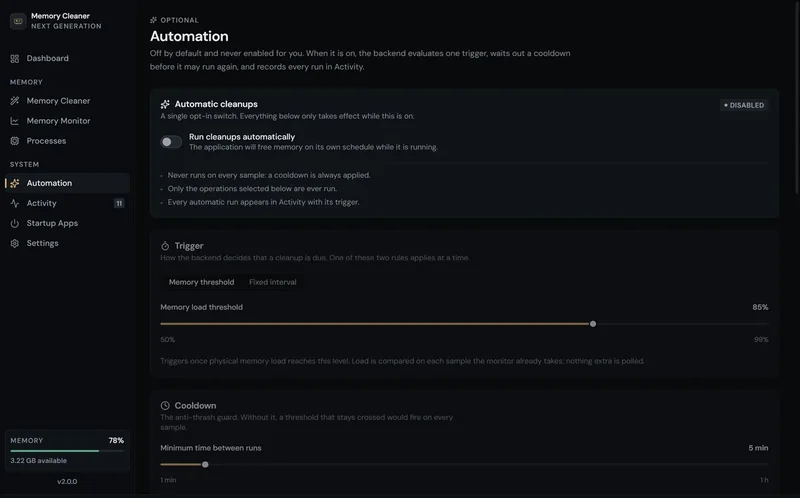 Memory Cleaner
NEXT GENERATION
Dashboard
MEMORY
Memory Cleaner
Memory Monitor
Processes
SYSTEM
Automation
Activity 11
Startup Apps
Settings
MEMORY 78%
3.22 GB available
v2.0.0
OPTIONAL
Automation
Off by default and never enabled for you. When it is on, the backend evaluates one trigger, waits out a cooldown
before it may run again, and records every run in Activity.
Automatic cleanups
DISABLED
A single opt-in switch. Everything below only takes effect while this is on.
Run cleanups automatically
The application will free memory on its own schedule while it is running.
Never runs on every sample: a cooldown is always applied.
Only the operations selected below are ever run.
Every automatic run appears in Activity with its trigger.
Trigger
How the backend decides that a cleanup is due. One of these two rules applies at a time.
Memory threshold Fixed interval
Memory load threshold 85%
50% 99%
Triggers once physical memory load reaches this level. Load is compared on each sample the monitor already takes; nothing extra is polled.
Cooldown
The anti-thrash guard. Without it, a threshold that stays crossed would fire on every
sample.
Minimum time between runs 5 min
1 min 1 h